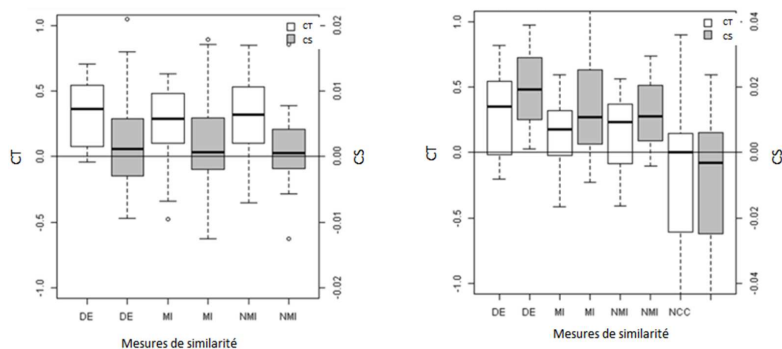 CT
CS
1.0
0.5
0.0
-0.5
-1.0
CT
0.02
0.01
0.00
-0.01
-0.02
CS
DE DE MI MI NMI NMI
Mesures de similarité
CT
CS
1.0
0.5
0.0
-0.5
-1.0
CT
0.04
0.02
0.00
-0.02
-0.04
CS
DE DE MI MI NMI NMI NCC
Mesures de similarité